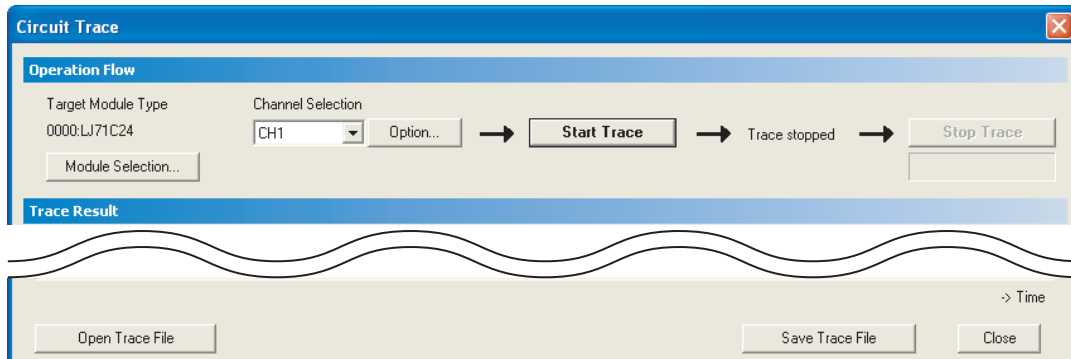 Circuit Trace
Operation Flow
Target Module Type
Channel Selection
0000:LJ71C24
CH1
Option...
Start Trace
Trace stopped
Stop Trace
Module Selection...
Trace Result
-> Time
Open Trace File
Save Trace File
Close